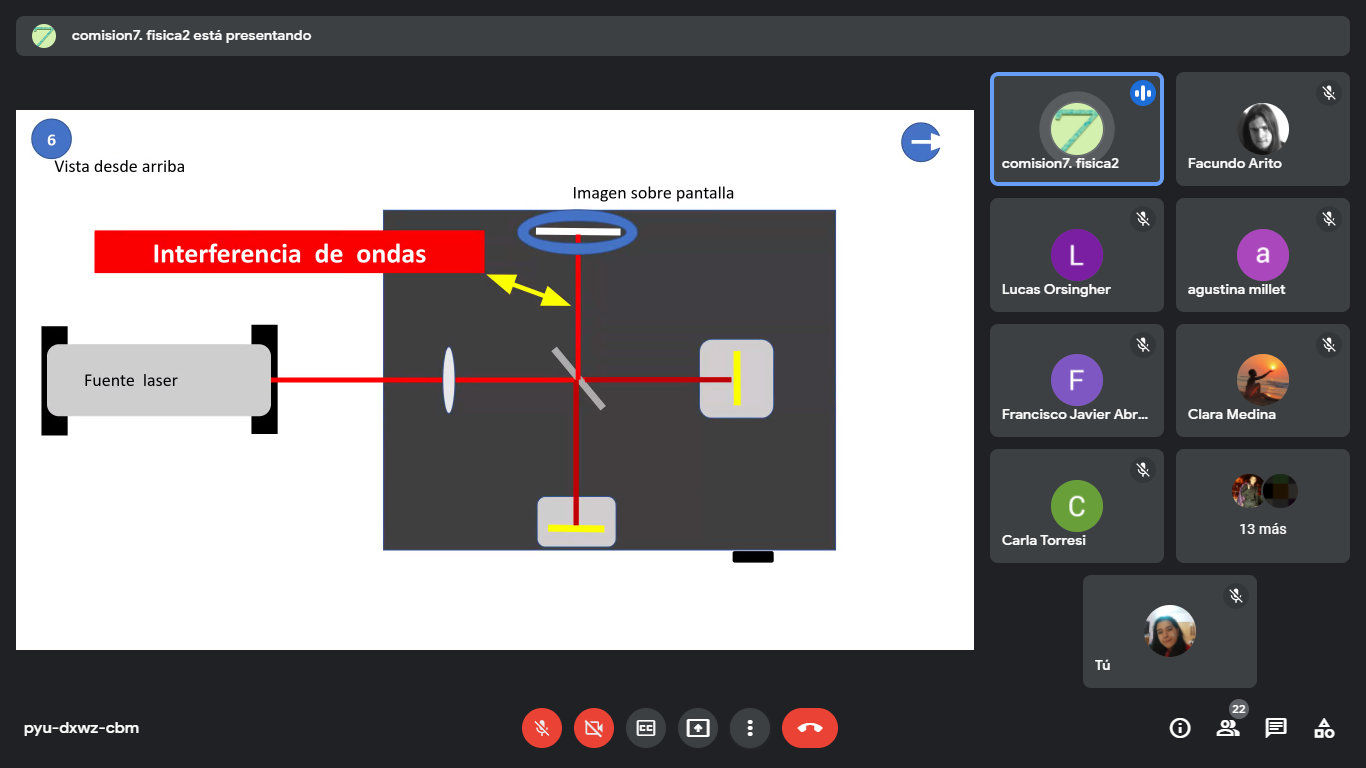 comision7. fisica2 está presentando
6
Vista desde arriba
Imagen sobre pantalla
Interferencia de ondas
Fuente laser
7
comision7. fisica2
Facundo Arito
L
Lucas Orsingher
a
agustina millet
F
Francisco Javier Abr...
Clara Medina
C
Carla Torresi
13 más
Tú
pyu-dxwz-cbm
CC
22